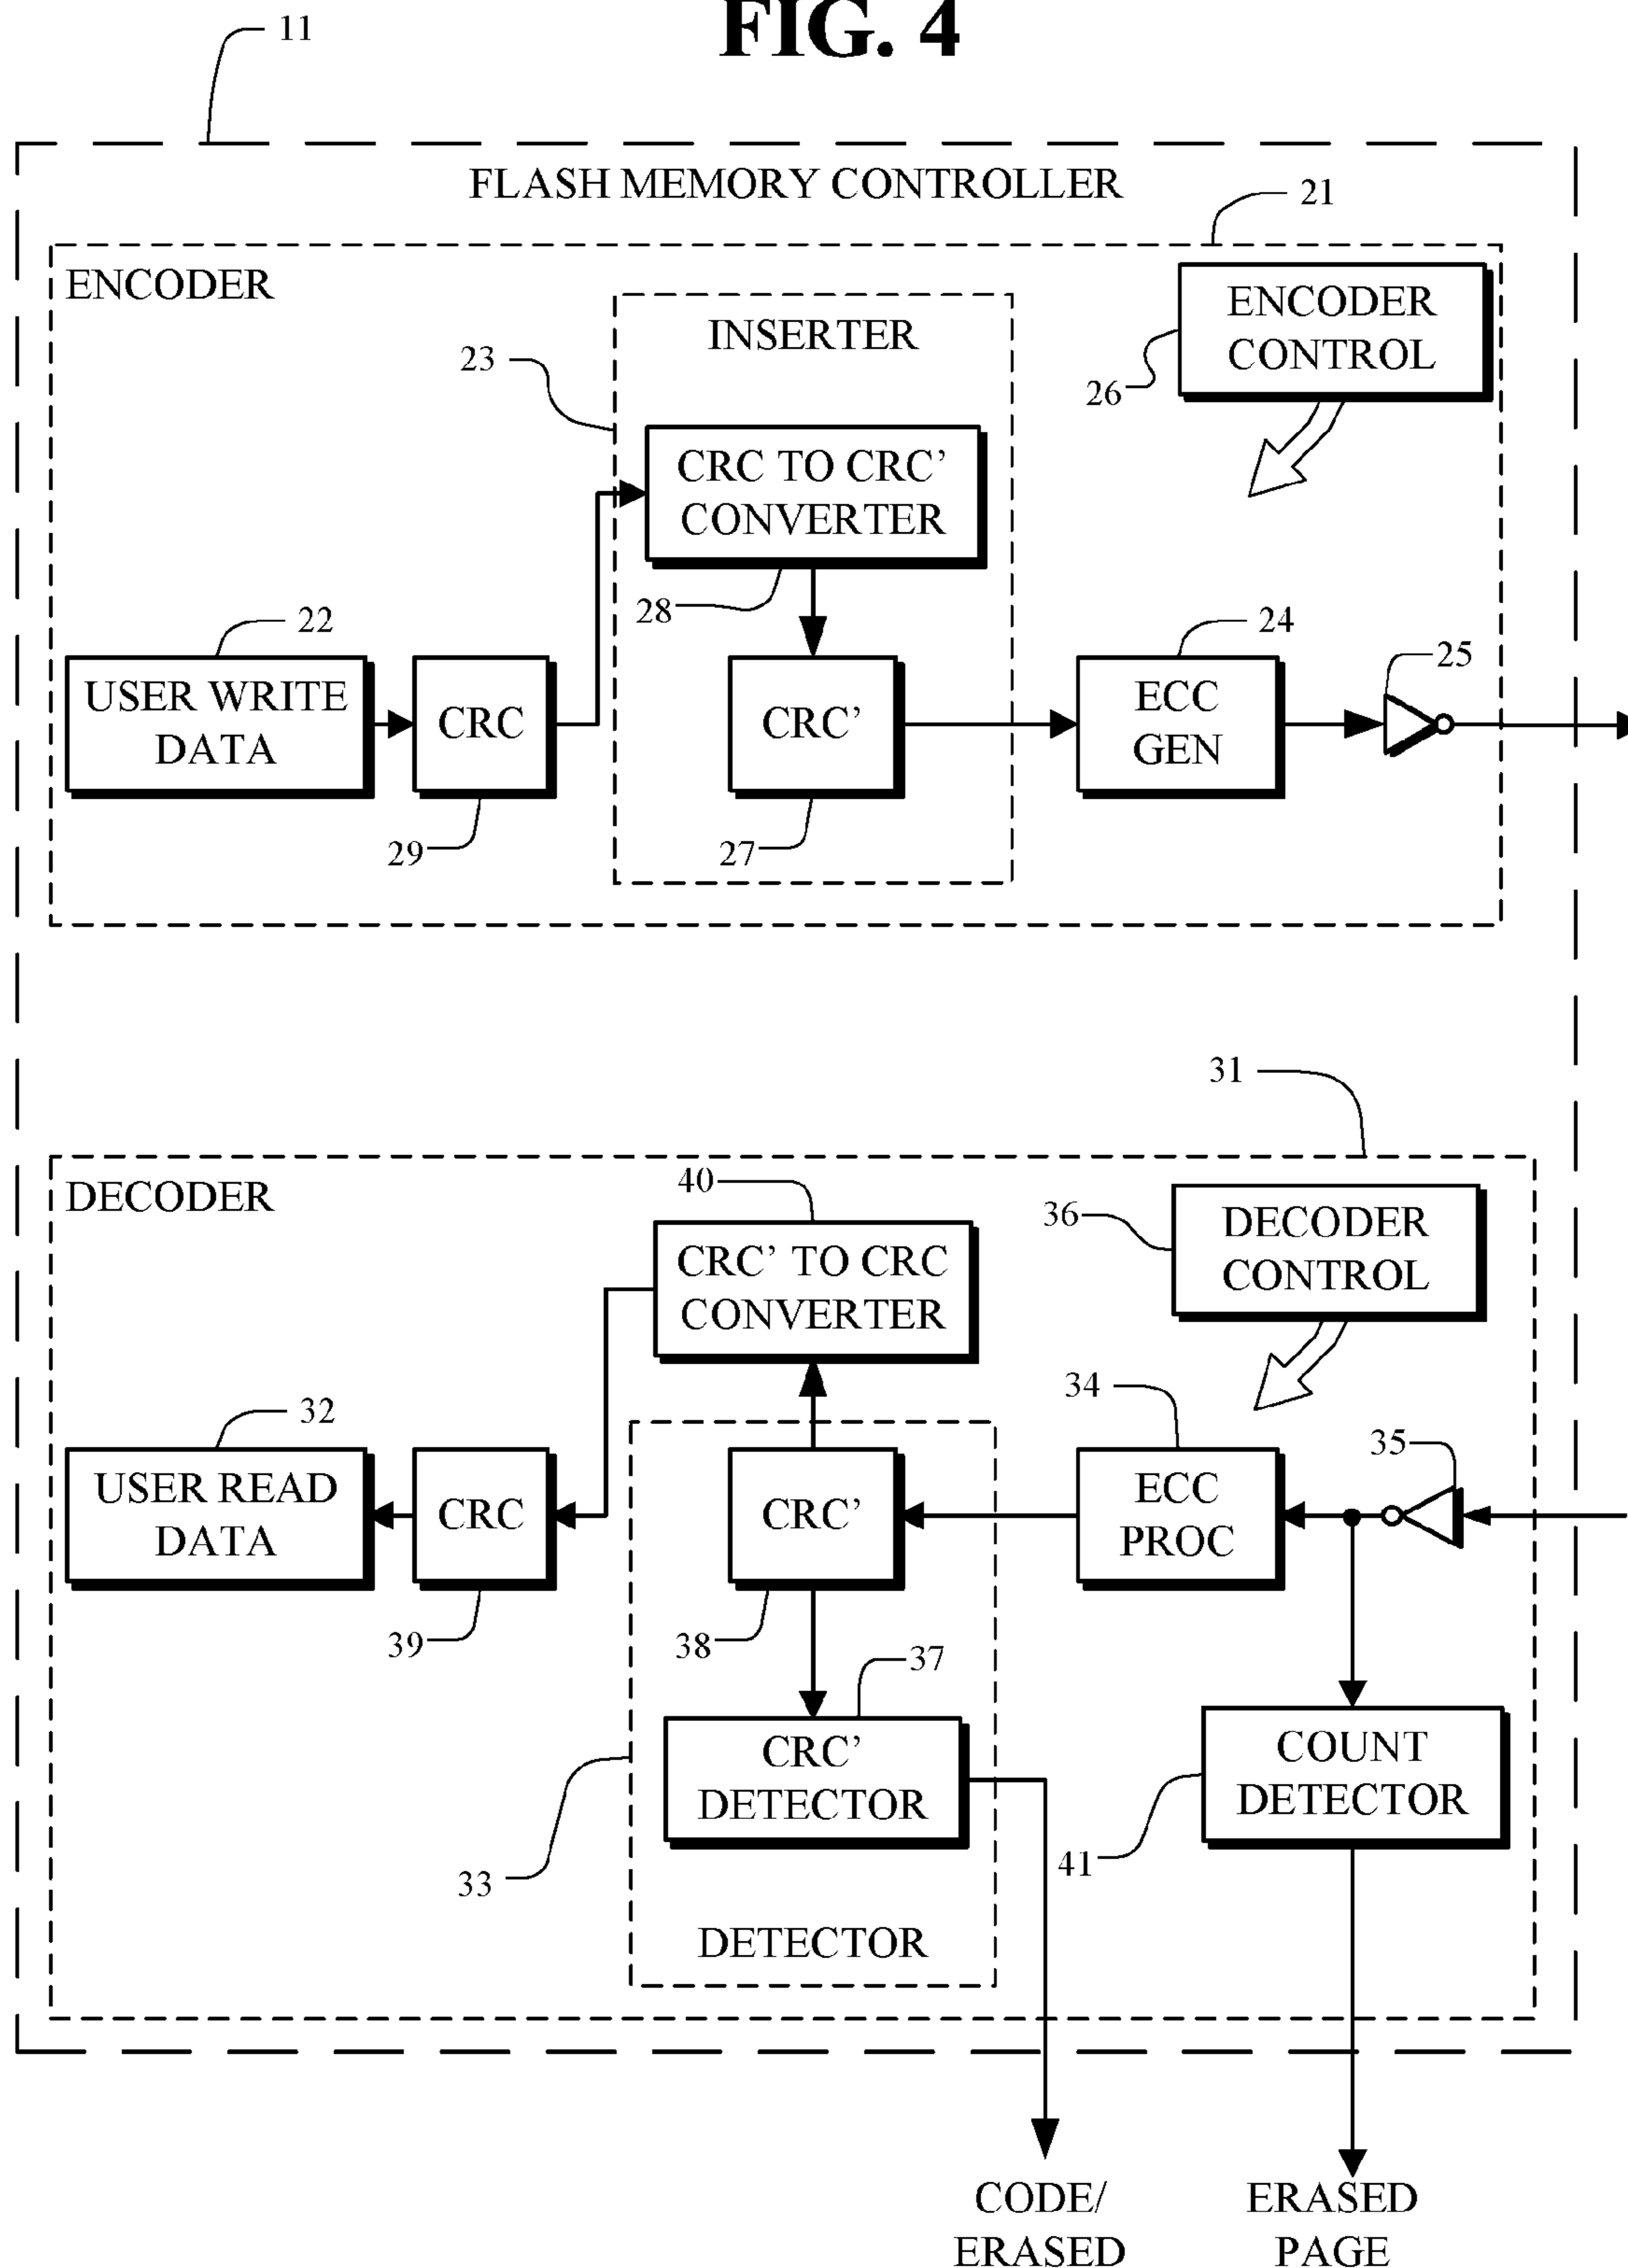 FIG. 4
11
FLASH MEMORY CONTROLLER
21
ENCODER
ENCODER
CONTROL
26
INSERTER
23
CRC TO CRC’
CONVERTER
28
22
24
25
USER WRITE
DATA
CRC
CRC’
ECC
GEN
29
27
31
DECODER
40
36
DECODER
CONTROL
CRC’ TO CRC
CONVERTER
34
32
35
USER READ
DATA
CRC
CRC’
ECC
PROC
39
38
37
CRC’
DETECTOR
COUNT
DETECTOR
33
41
DETECTOR
CODE/
ERASED
ERASED
PAGE